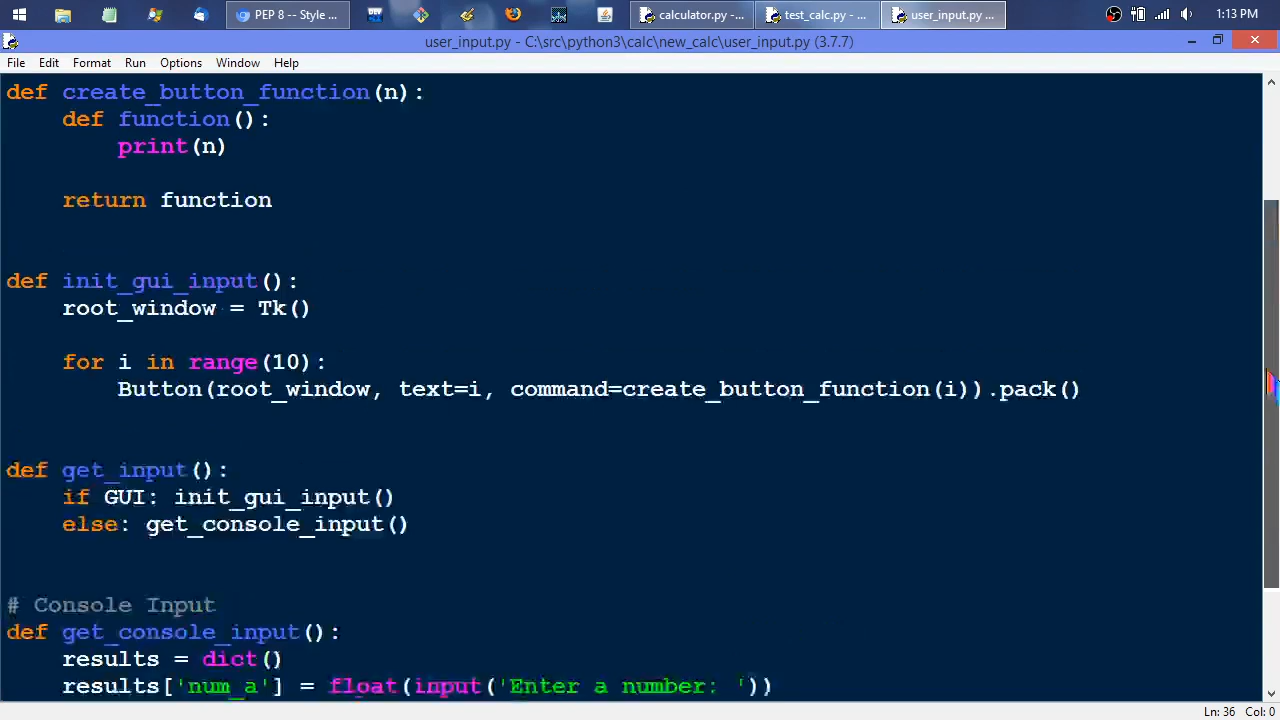 PEP 8 -- Style ...
calculator.py -...
test_calc.py - ...
user_input.py ...
1:13 PM
user_input.py - C:\src\python3\calc\new_calc\user_input.py (3.7.7)
File Edit Format Run Options Window Help
def create_button_function(n):
    def function():
        print(n)
    return function
def init_gui_input():
    root_window = Tk()
    for i in range(10):
        Button(root_window, text=i, command=create_button_function(i)).pack()
def get_input():
    if GUI: init_gui_input()
    else: get_console_input()
# Console Input
def get_console_input():
    results = dict()
    results['num_a'] = float(input('Enter a number: '))
Ln: 36 Col: 0